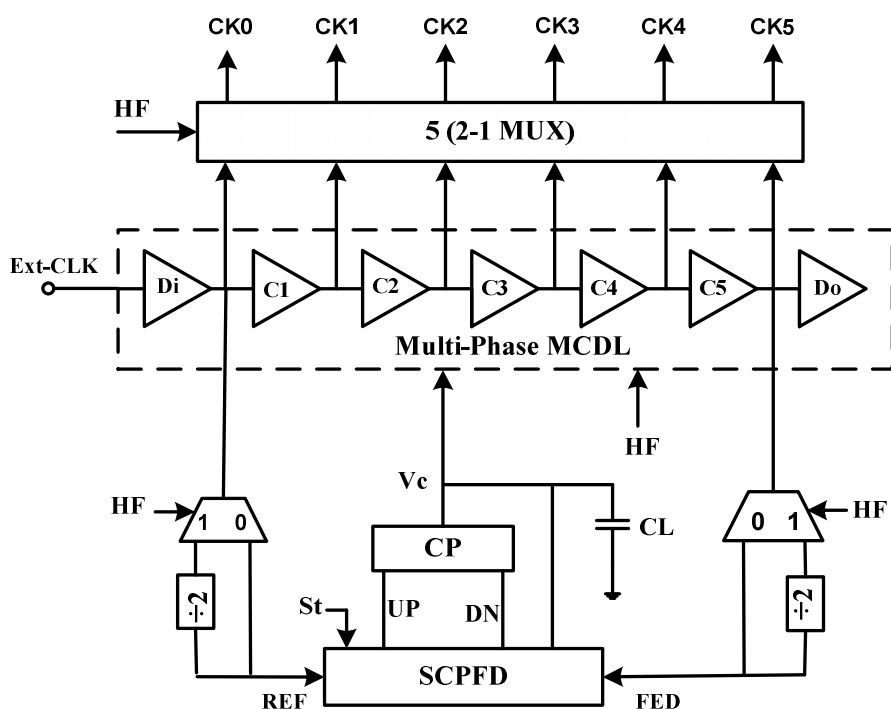 CK0 CK1 CK2 CK3 CK4 CK5
HF
5 (2-1 MUX)
Ext-CLK
Di C1 C2 C3 C4 C5 Do
Multi-Phase MCDL
HF
Vc
HF 1 0
0 1 HF
CP
CL
÷2
÷2
St
UP DN
SCPFD
REF
FED